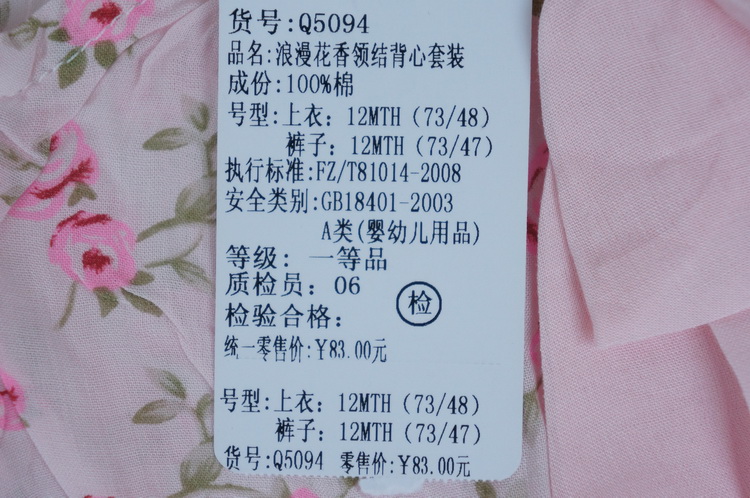 货号:Q5094
品名:浪漫花香领结背心套装
成份:100%棉
号型:上衣: 12MTH (73/48)
裤子: 12MTH (73/47)
执行标准:FZ/T81014-2008
安全类别:GB18401-2003
A类(婴幼儿用品)
等级: 一等品
质检员: 06
检验合格:
检
统一零售价:¥83.00元
号型:上衣: 12MTH (73/48)
裤子: 12MTH (73/47)
货号:Q5094 零售价:¥83.00元